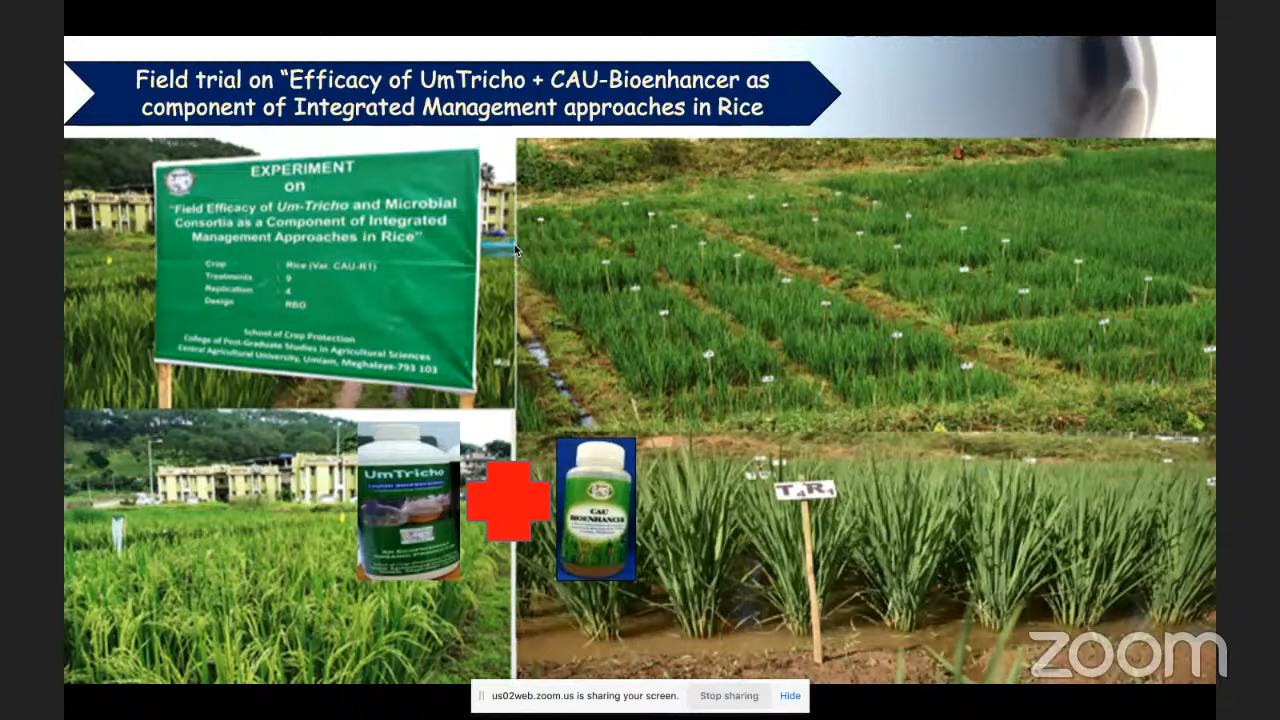 Field trial on “Efficacy of UmTricho + CAU-Bioenhancer as
component of Integrated Management approaches in Rice
EXPERIMENT
on
"Field Efficacy of Um-Tricho and Microbial
Consortia as a Component of Integrated
Management Approaches in Rice"
Crop : Rice (Var. CAU-R1)
Treatments : 9
Replication : 4
Design : RBD
School of Crop Protection
College of Post-Graduate Studies in Agricultural Sciences
Central Agricultural University, Umiam, Meghalaya-793 103
UmTricho
CAU
BIOENHANCER
T4R1
zoom
us02web.zoom.us is sharing your screen.
Stop sharing
Hide